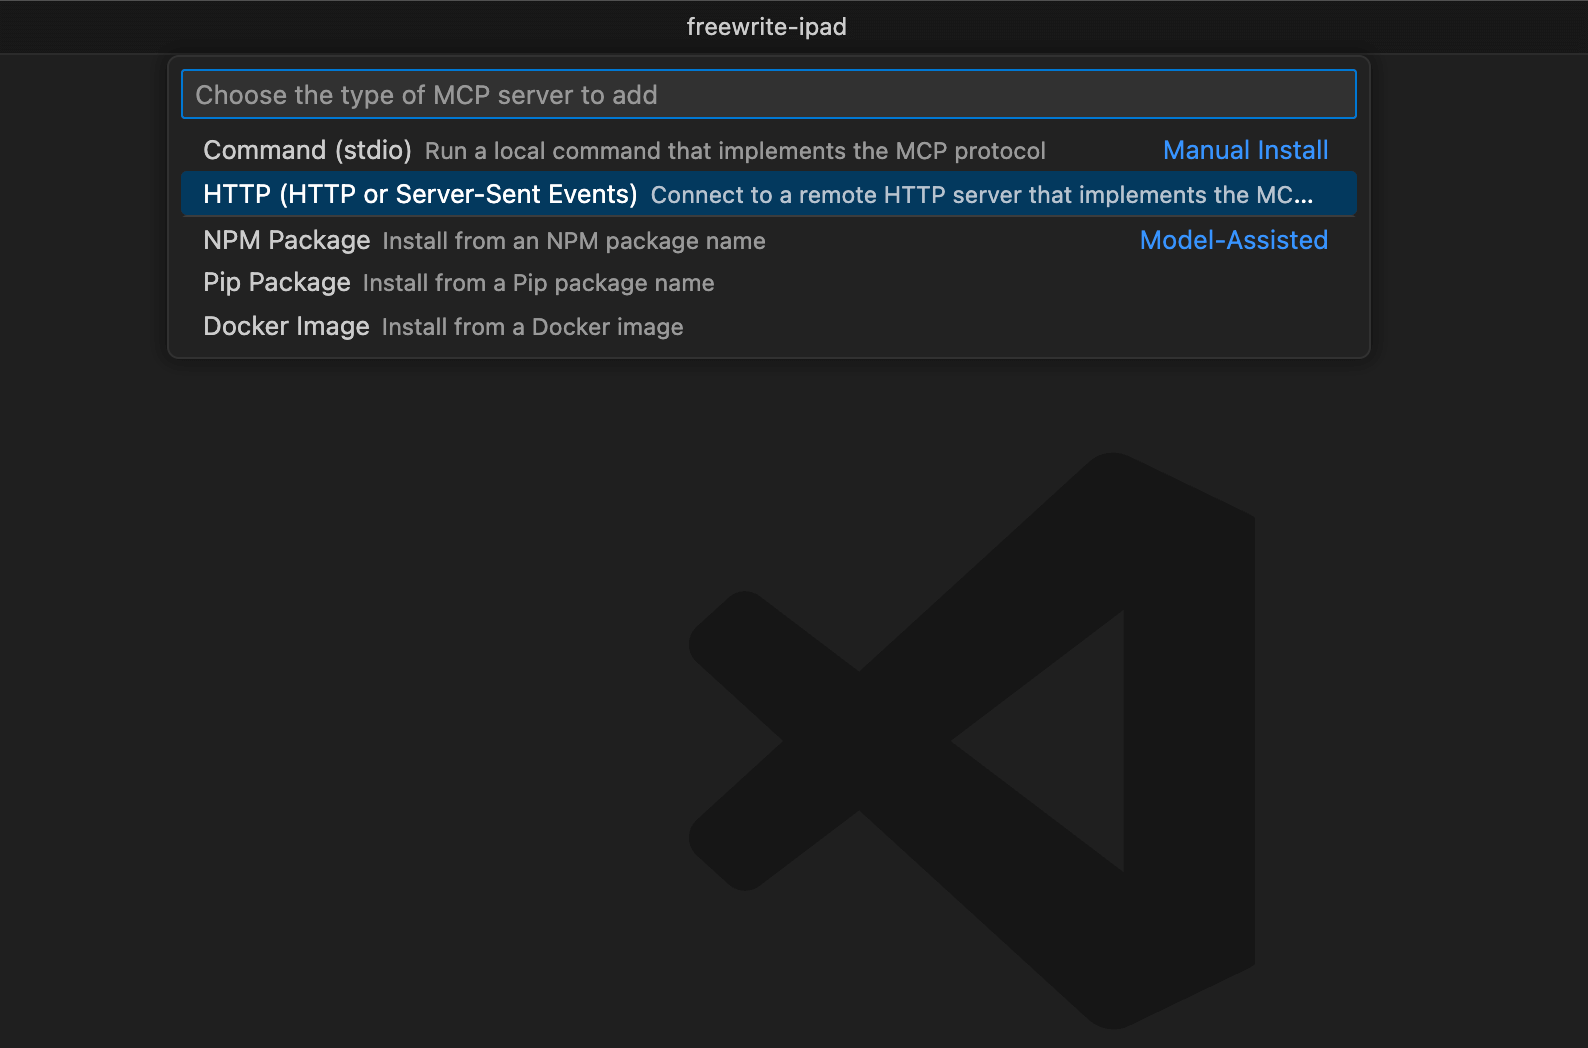 freewrite-ipad
Choose the type of MCP server to add
Command (stdio) Run a local command that implements the MCP protocol Manual Install
HTTP (HTTP or Server-Sent Events) Connect to a remote HTTP server that implements the MC...
NPM Package Install from an NPM package name Model-Assisted
Pip Package Install from a Pip package name
Docker Image Install from a Docker image